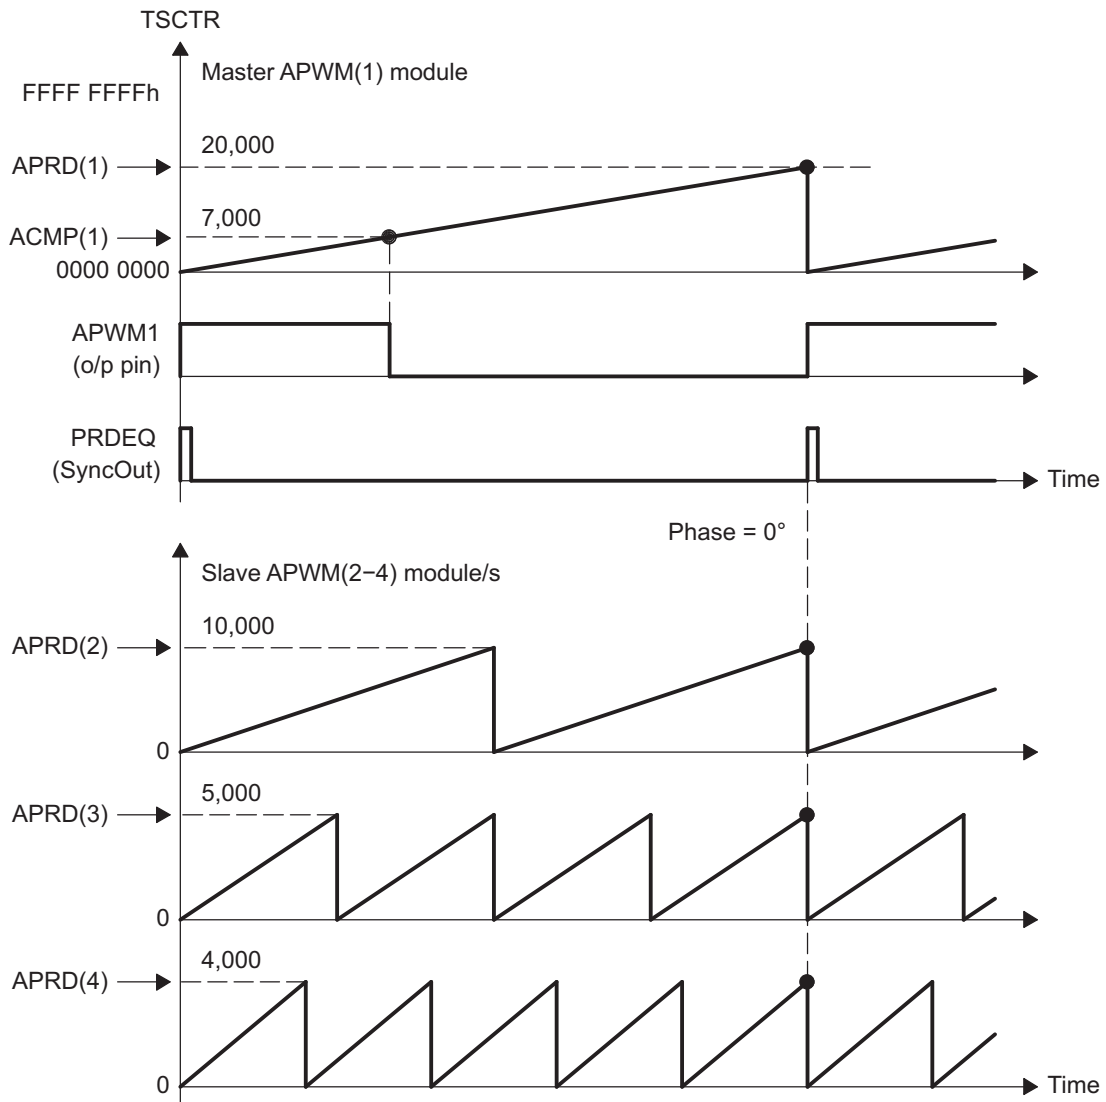 TSCTR
Master APWM(1) module
FFFF FFFFh
20,000
APRD(1)
7,000
ACMP(1)
0000 0000
APWM1
(o/p pin)
PRDEQ
(SyncOut)
Time
Phase = 0°
Slave APWM(2−4) module/s
10,000
APRD(2)
0
5,000
APRD(3)
0
4,000
APRD(4)
0
Time